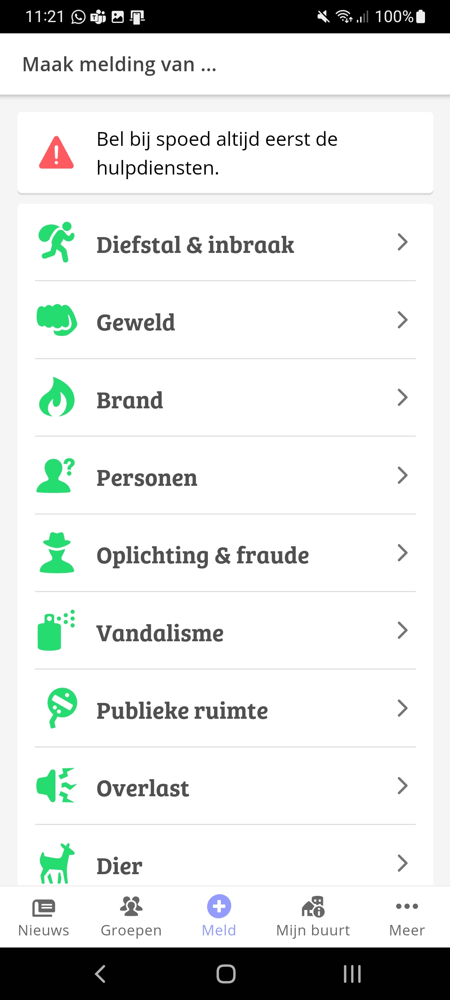 11:21
100%
Maak melding van ...
Bel bij spoed altijd eerst de
hulpdiensten.
Diefstal & inbraak
Geweld
Brand
Personen
Oplichting & fraude
Vandalisme
Publieke ruimte
Overlast
Dier
Nieuws Groepen Meld Mijn buurt Meer